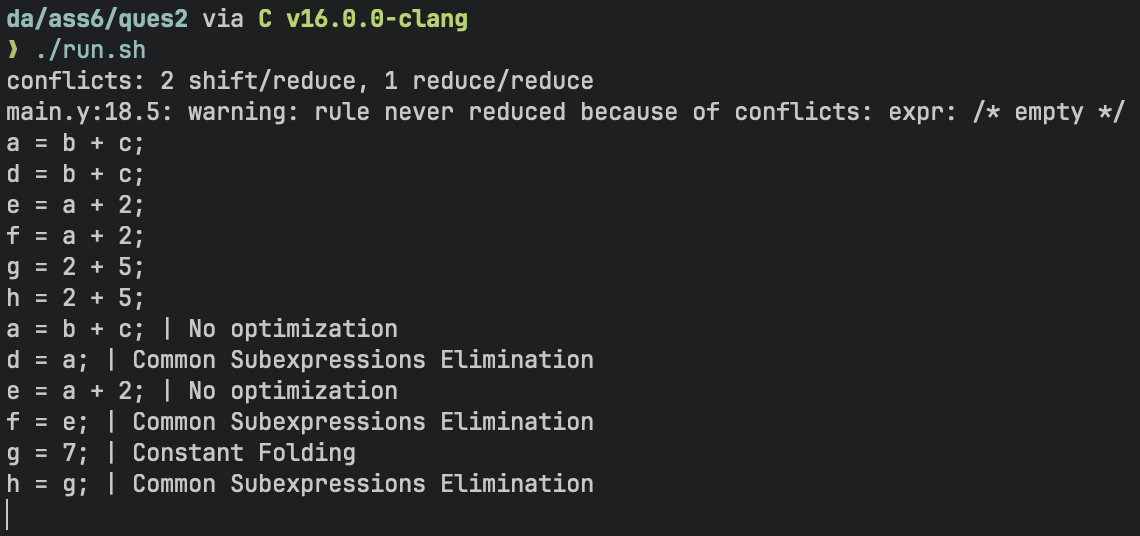 da/ass6/ques2 via C v16.0.0-clang
❯ ./run.sh
conflicts: 2 shift/reduce, 1 reduce/reduce
main.y:18.5: warning: rule never reduced because of conflicts: expr: /* empty */
a = b + c;
d = b + c;
e = a + 2;
f = a + 2;
g = 2 + 5;
h = 2 + 5;
a = b + c; | No optimization
d = a; | Common Subexpressions Elimination
e = a + 2; | No optimization
f = e; | Common Subexpressions Elimination
g = 7; | Constant Folding
h = g; | Common Subexpressions Elimination